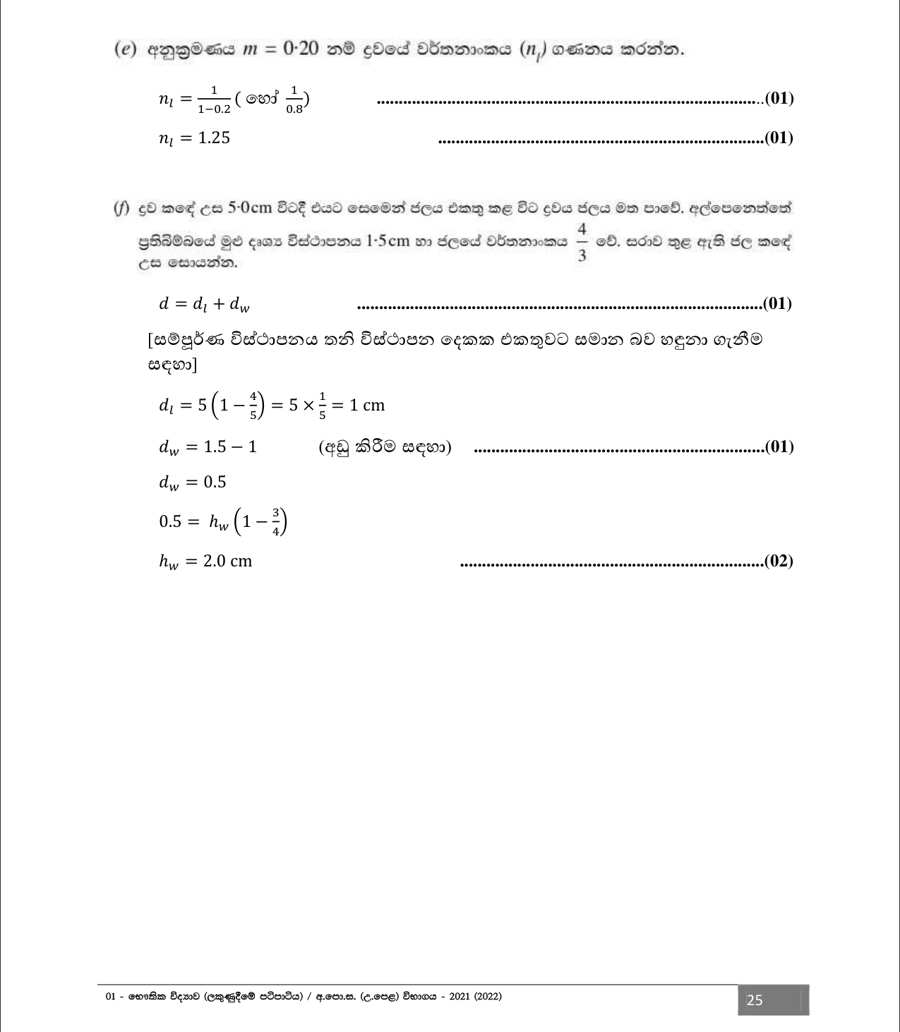 (e) අනුක්‍රමණය m = 0·20 නම් ද්‍රවයේ වර්තනාංකය (n_l) ගණනය කරන්න.
n_l = 1/(1−0.2) ( හෝ 1/0.8) ..........(01)
n_l = 1.25 ..........(01)
(f) ද්‍රව කඳේ උස 5·0cm විටදී එයට සෙමෙන් ජලය එකතු කළ විට ද්‍රවය ජලය මත පාවේ. අල්පෙනෙත්තේ
ප්‍රතිබිම්බයේ මුළු දෘශ්‍ය විස්ථාපනය 1·5cm හා ජලයේ වර්තනාංකය 4/3 වේ. සරාව තුළ ඇති ජල කඳේ
උස සොයන්න.
d = d_l + d_w ..........(01)
[සම්පූර්ණ විස්ථාපනය තනි විස්ථාපන දෙකක එකතුවට සමාන බව හඳුනා ගැනීම
සඳහා]
d_l = 5 (1 − 4/5) = 5 × 1/5 = 1 cm
d_w = 1.5 − 1 (අඩු කිරීම සඳහා) ..........(01)
d_w = 0.5
0.5 = h_w (1 − 3/4)
h_w = 2.0 cm ..........(02)
01 - භෞතික විද්‍යාව (ලකුණුදීමේ පටිපාටිය) / අ.පො.ස. (උ.පෙළ) විභාගය - 2021 (2022)
25